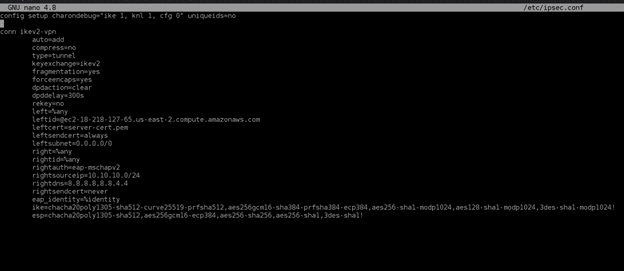 GNU nano 4.8 /etc/ipsec.conf
config setup charondebug="ike 1, knl 1, cfg 0" uniqueids=no
conn ikev2-vpn
auto=add
compress=no
type=tunnel
keyexchange=ikev2
fragmentation=yes
forceencaps=yes
dpdaction=clear
dpddelay=300s
rekey=no
left=%any
leftid=@ec2-18-218-127-65.us-east-2.compute.amazonaws.com
leftcert=server-cert.pem
leftsendcert=always
leftsubnet=0.0.0.0/0
right=%any
rightid=%any
rightauth=eap-mschapv2
rightsourceip=10.10.10.0/24
rightdns=8.8.8.8,8.8.4.4
rightsendcert=never
eap_identity=%identity
ike=chacha20poly1305-sha512-curve25519-prfsha512,aes256gcm16-sha384-prfsha384-ecp384,aes256-sha1-modp1024,aes128-sha1-modp1024,3des-sha1-modp1024!
esp=chacha20poly1305-sha512,aes256gcm16-ecp384,aes256-sha256,aes256-sha1,3des-sha1!